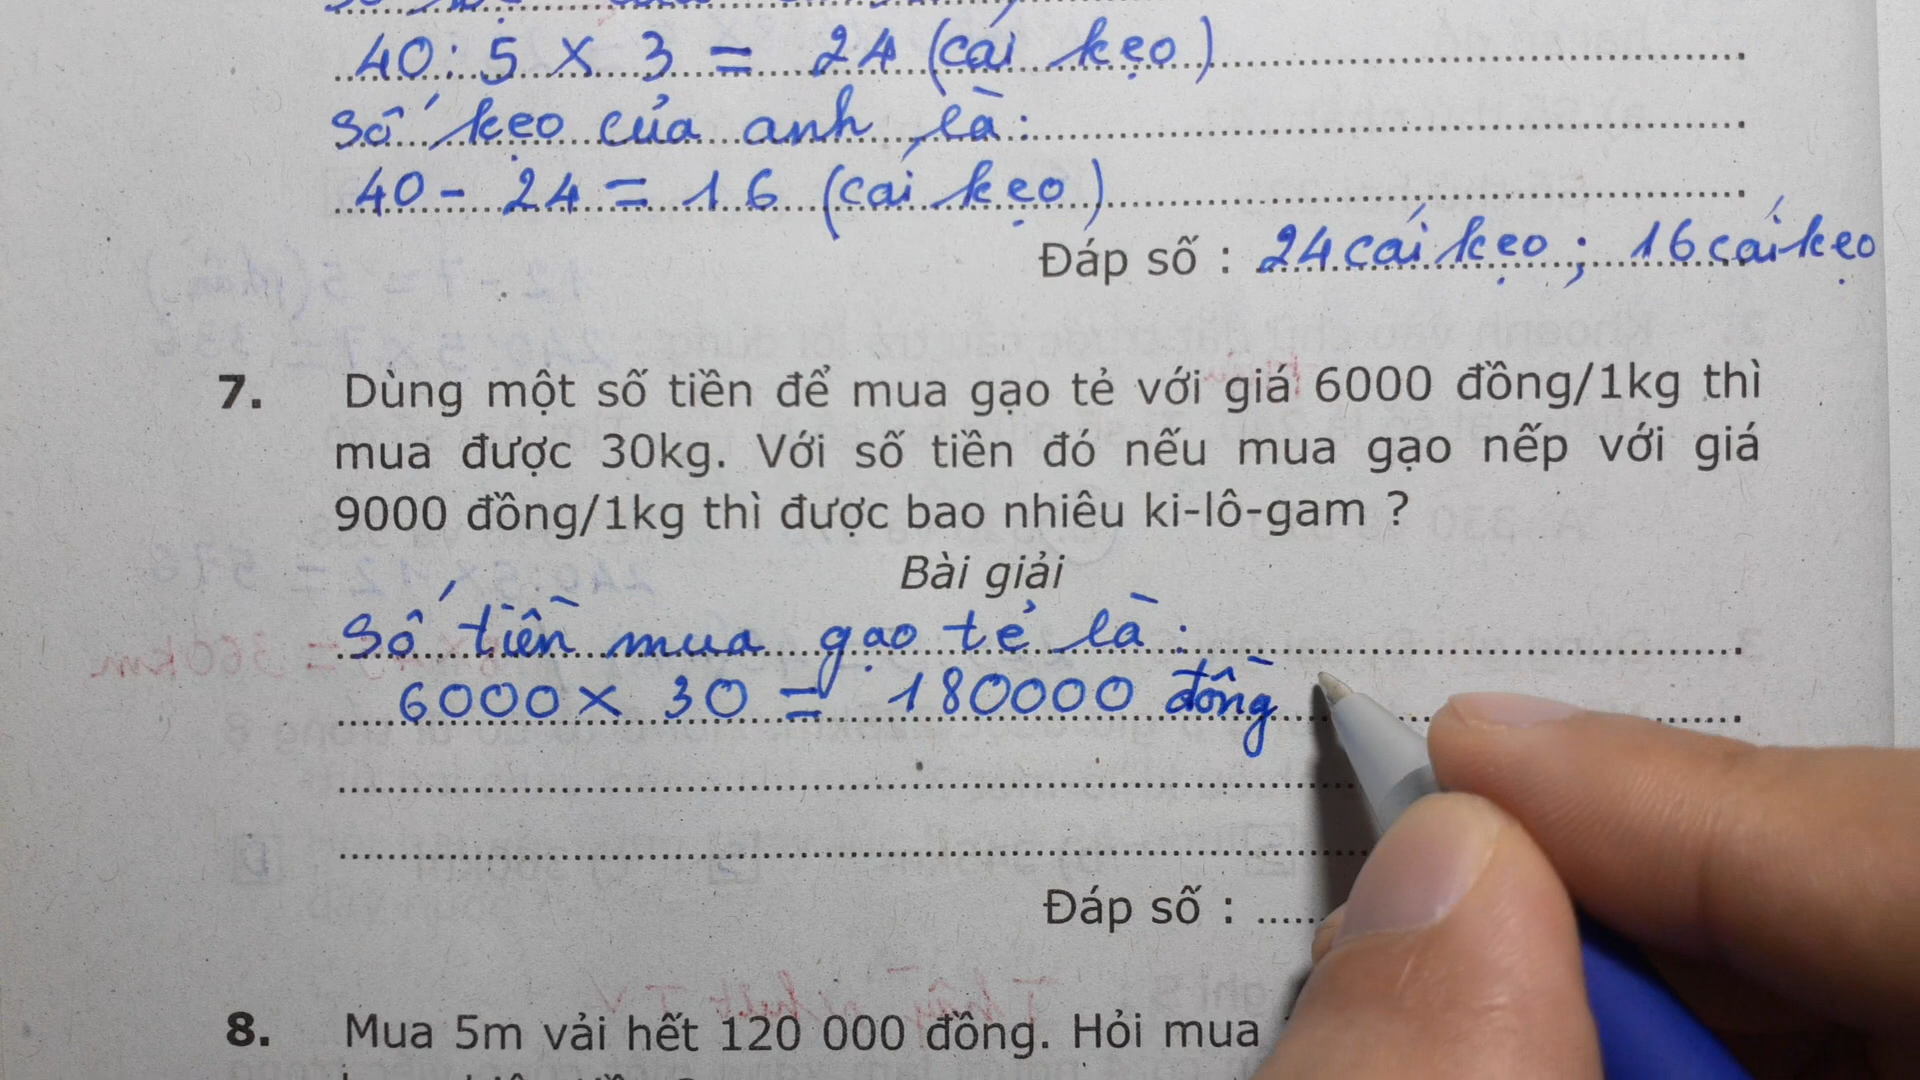 40 : 5 × 3 = 24 (cái kẹo)
Số kẹo của anh là:
40 - 24 = 16 (cái kẹo)
Đáp số : 24 cái kẹo ; 16 cái kẹo
7. Dùng một số tiền để mua gạo tẻ với giá 6000 đồng/1kg thì
mua được 30kg. Với số tiền đó nếu mua gạo nếp với giá
9000 đồng/1kg thì được bao nhiêu ki-lô-gam ?
Bài giải
Số tiền mua gạo tẻ là:
6000 × 30 = 180000 đồng
Đáp số : ......
8. Mua 5m vải hết 120 000 đồng. Hỏi mua